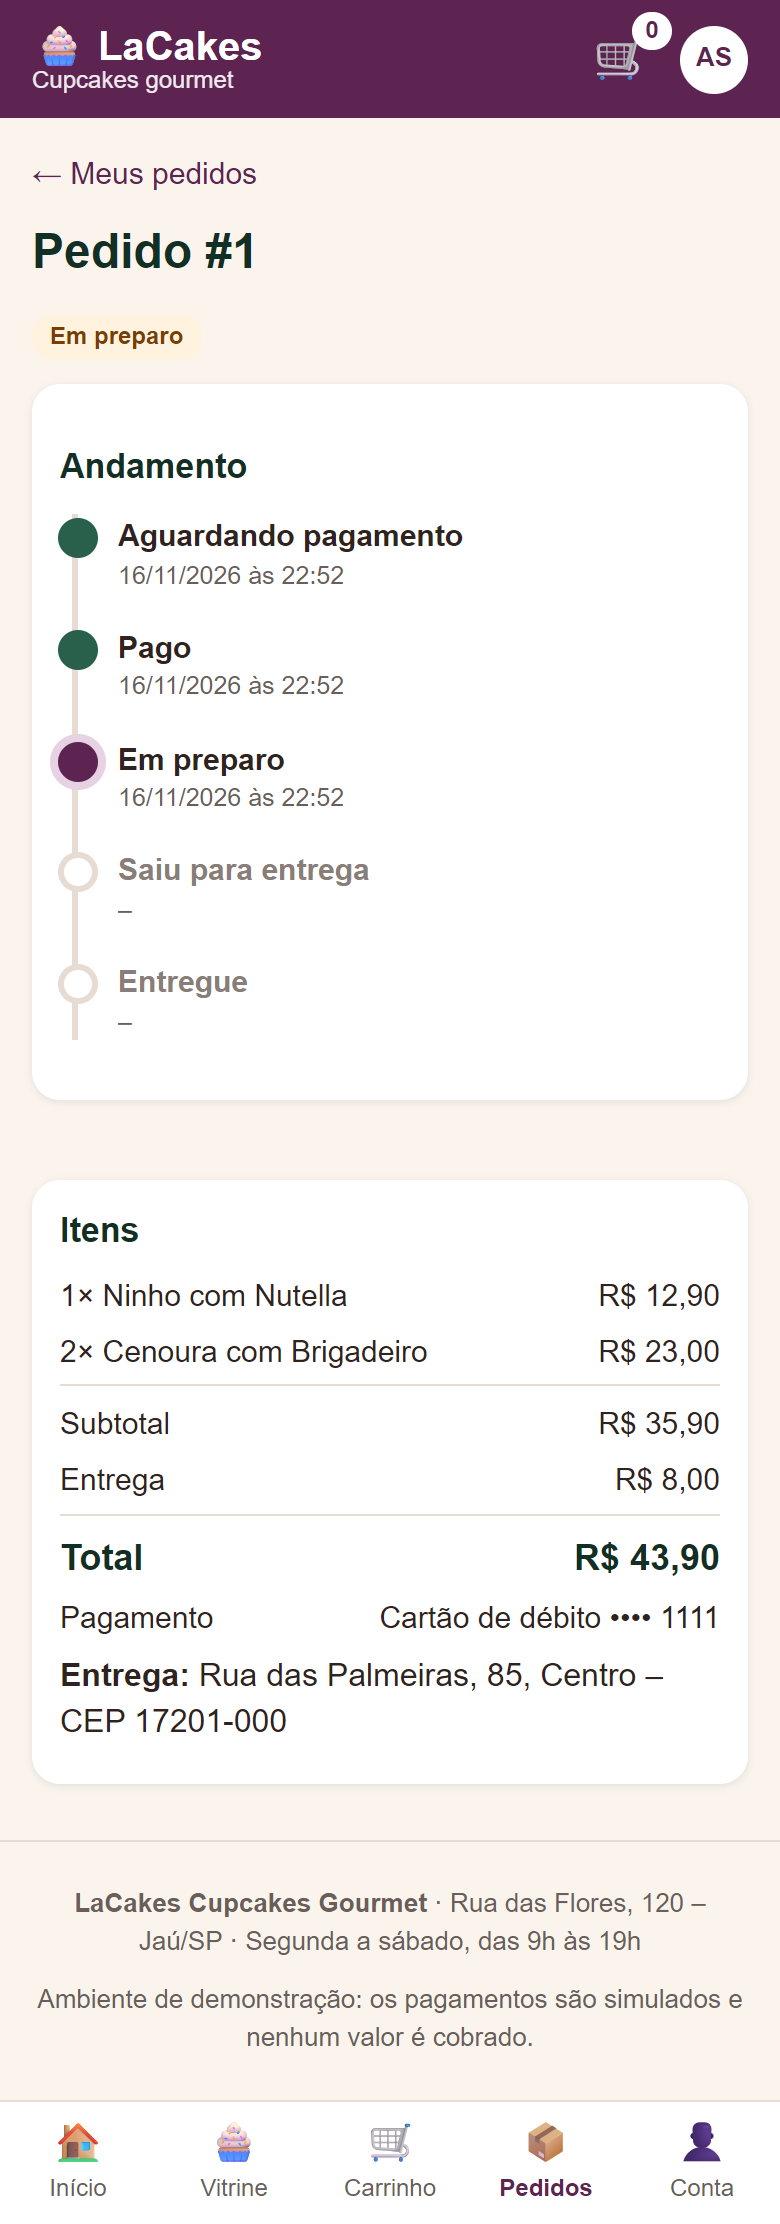 LaCakes
Cupcakes gourmet
0
AS
← Meus pedidos
Pedido #1
Em preparo
Andamento
Aguardando pagamento
16/11/2026 às 22:52
Pago
16/11/2026 às 22:52
Em preparo
16/11/2026 às 22:52
Saiu para entrega
–
Entregue
–
Itens
1× Ninho com Nutella R$ 12,90
2× Cenoura com Brigadeiro R$ 23,00
Subtotal R$ 35,90
Entrega R$ 8,00
Total R$ 43,90
Pagamento Cartão de débito •••• 1111
Entrega: Rua das Palmeiras, 85, Centro –
CEP 17201-000
LaCakes Cupcakes Gourmet · Rua das Flores, 120 –
Jaú/SP · Segunda a sábado, das 9h às 19h
Ambiente de demonstração: os pagamentos são simulados e
nenhum valor é cobrado.
Início Vitrine Carrinho Pedidos Conta